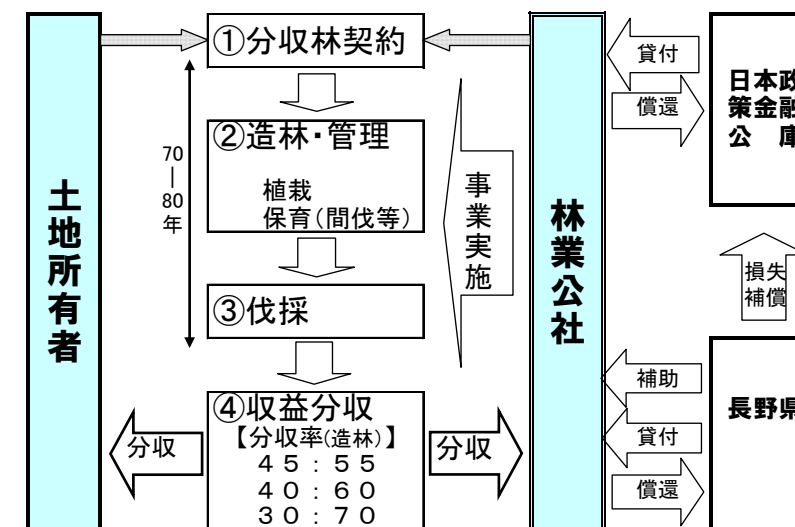 土地所有者
①分収林契約
②造林・管理
植栽
保育(間伐等)
③伐採
④収益分収
【分収率(造林)】
45:55
40:60
30:70
70―80年
分収
分収
事業実施
林業公社
貸付
償還
日本政
策金融
公庫
損失
補償
補助
貸付
償還
長野県